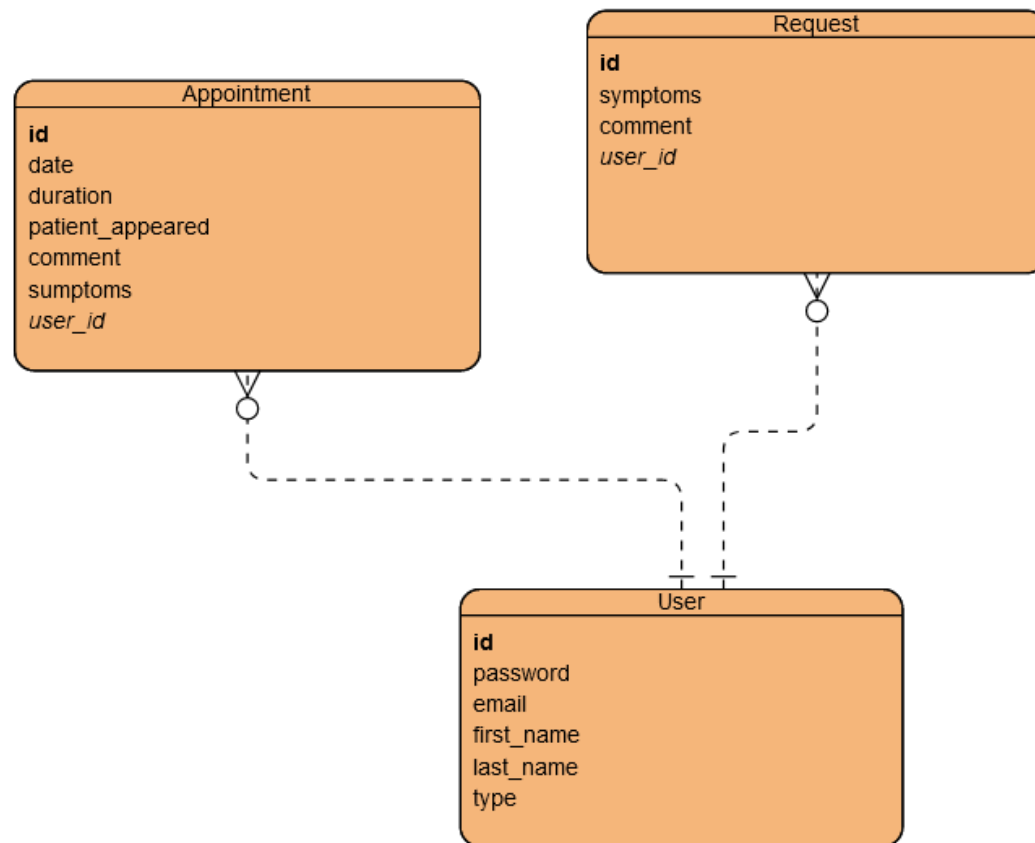 Request
id
symptoms
comment
user_id
Appointment
id
date
duration
patient_appeared
comment
sumptoms
user_id
User
id
password
email
first_name
last_name
type